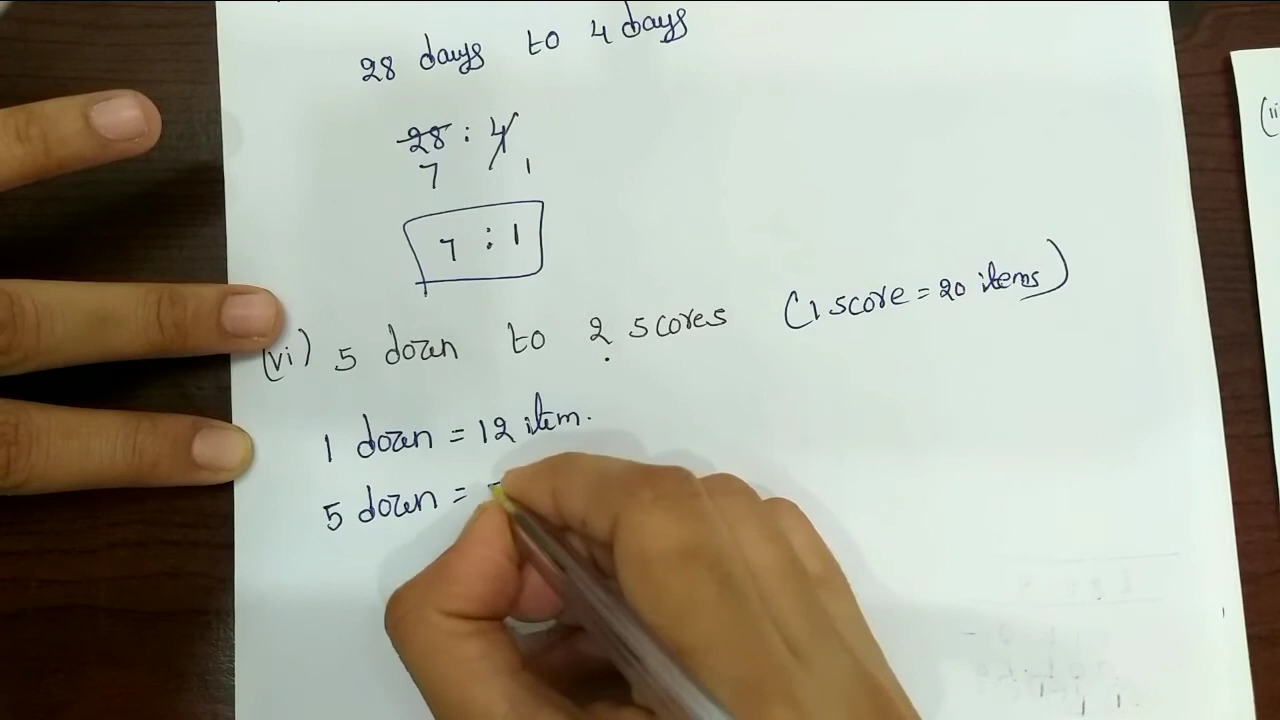 28 days to 4 days
28 : 4
7 1
7 : 1
(vi) 5 dozen to 2 scores (1 score = 20 items)
1 dozen = 12 item.
5 dozen =
(ii